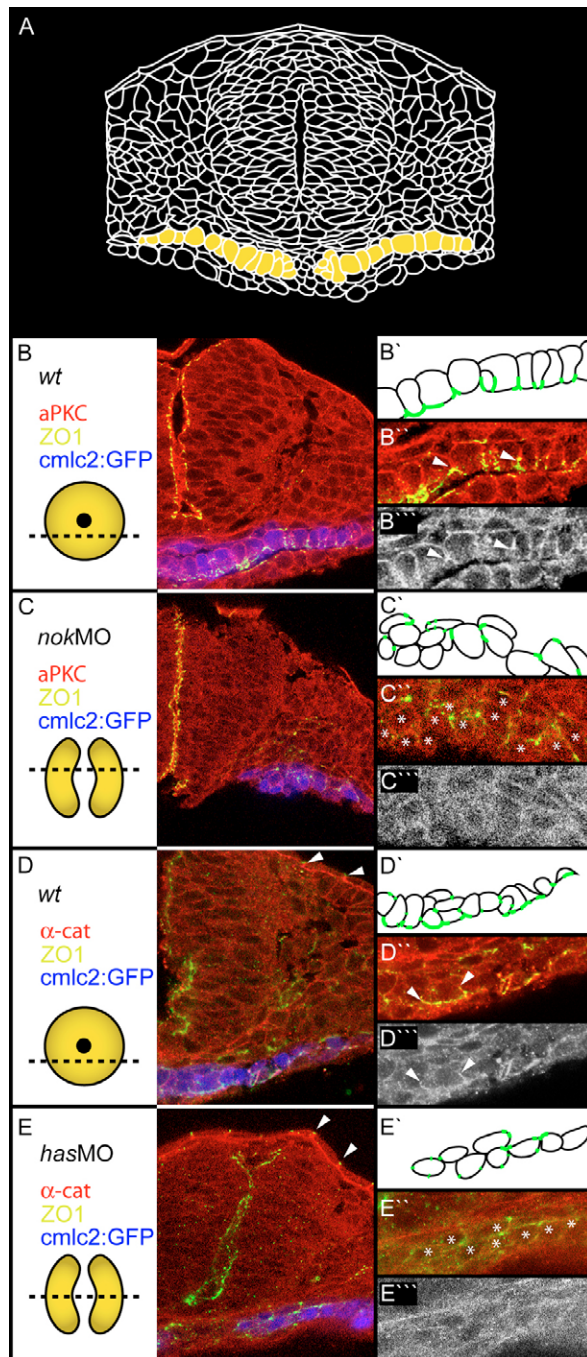 A
B
wt
aPKC
ZO1
cmlc2:GFP
B`
B``
B```
C
nokMO
aPKC
ZO1
cmlc2:GFP
C`
C``
* * * * * * * * * *
C```
D
wt
α-cat
ZO1
cmlc2:GFP
D`
D``
D```
E
hasMO
α-cat
ZO1
cmlc2:GFP
E`
E``
* * * * * * * *
E```